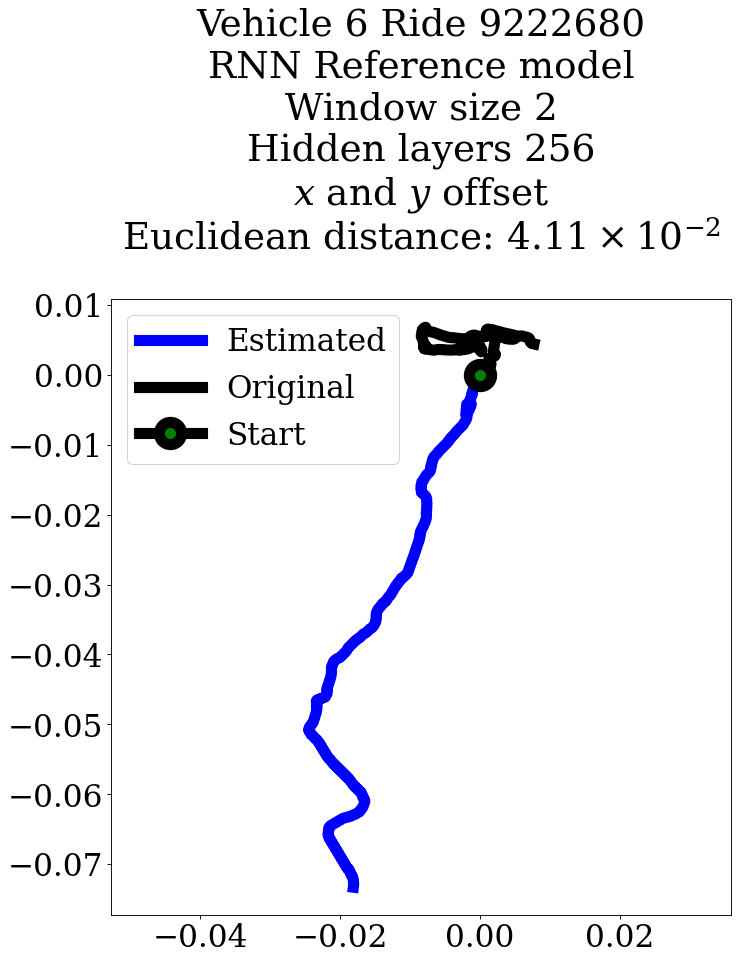 Vehicle 6 Ride 9222680
RNN Reference model
Window size 2
Hidden layers 256
x and y offset
Euclidean distance: 4.11 × 10⁻²
0.01
0.00
−0.01
−0.02
−0.03
−0.04
−0.05
−0.06
−0.07
Estimated
Original
Start
−0.04 −0.02 0.00 0.02